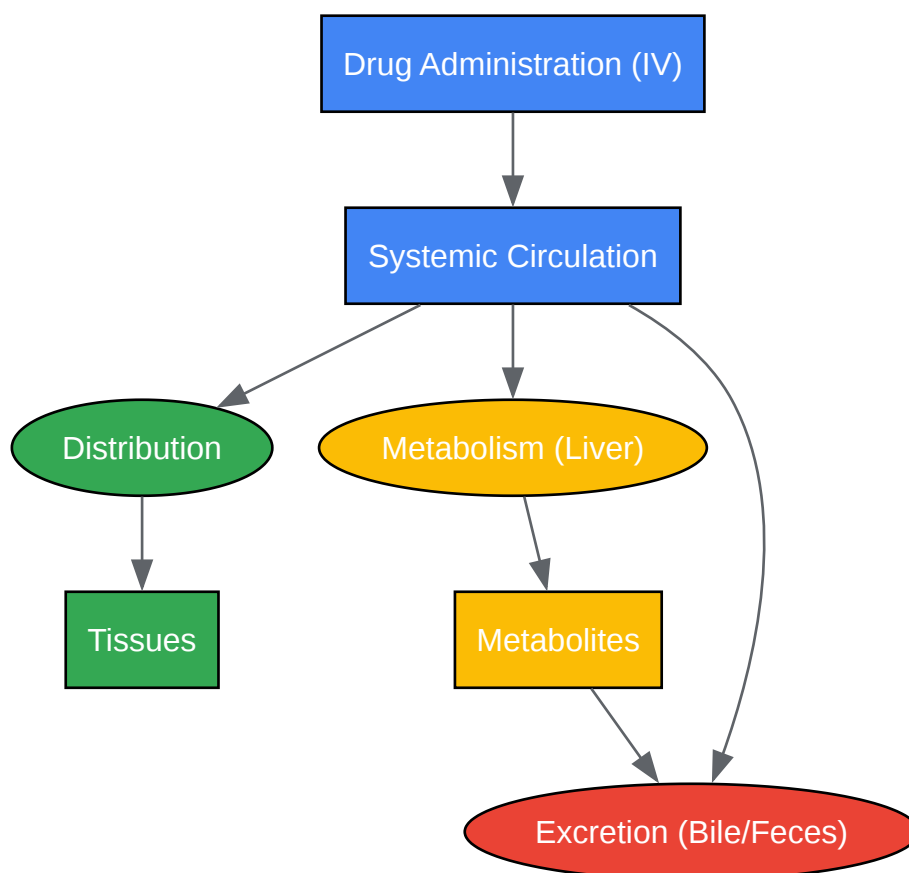 Drug Administration (IV)
Systemic Circulation
Distribution
Metabolism (Liver)
Tissues
Metabolites
Excretion (Bile/Feces)